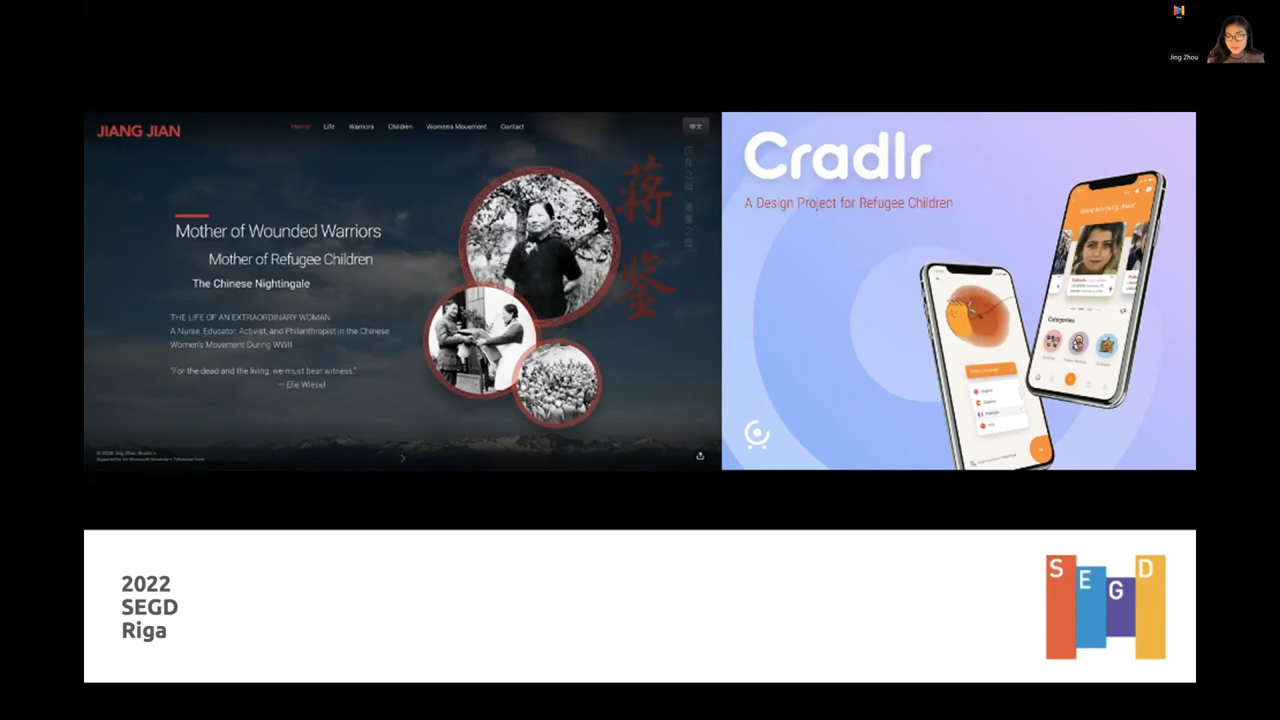 Jing Zhou
JIANG JIAN
Home Life Warriors Children Women's Movement Contact
中文
蒋鉴
Mother of Wounded Warriors
Mother of Refugee Children
The Chinese Nightingale
THE LIFE OF AN EXTRAORDINARY WOMAN
A Nurse, Educator, Activist, and Philanthropist in the Chinese
Women's Movement During WWII
"For the dead and the living, we must bear witness."
— Elie Wiesel
Cradlr
A Design Project for Refugee Children
Good Morning,
Categories
2022
SEGD
Riga
SEGD